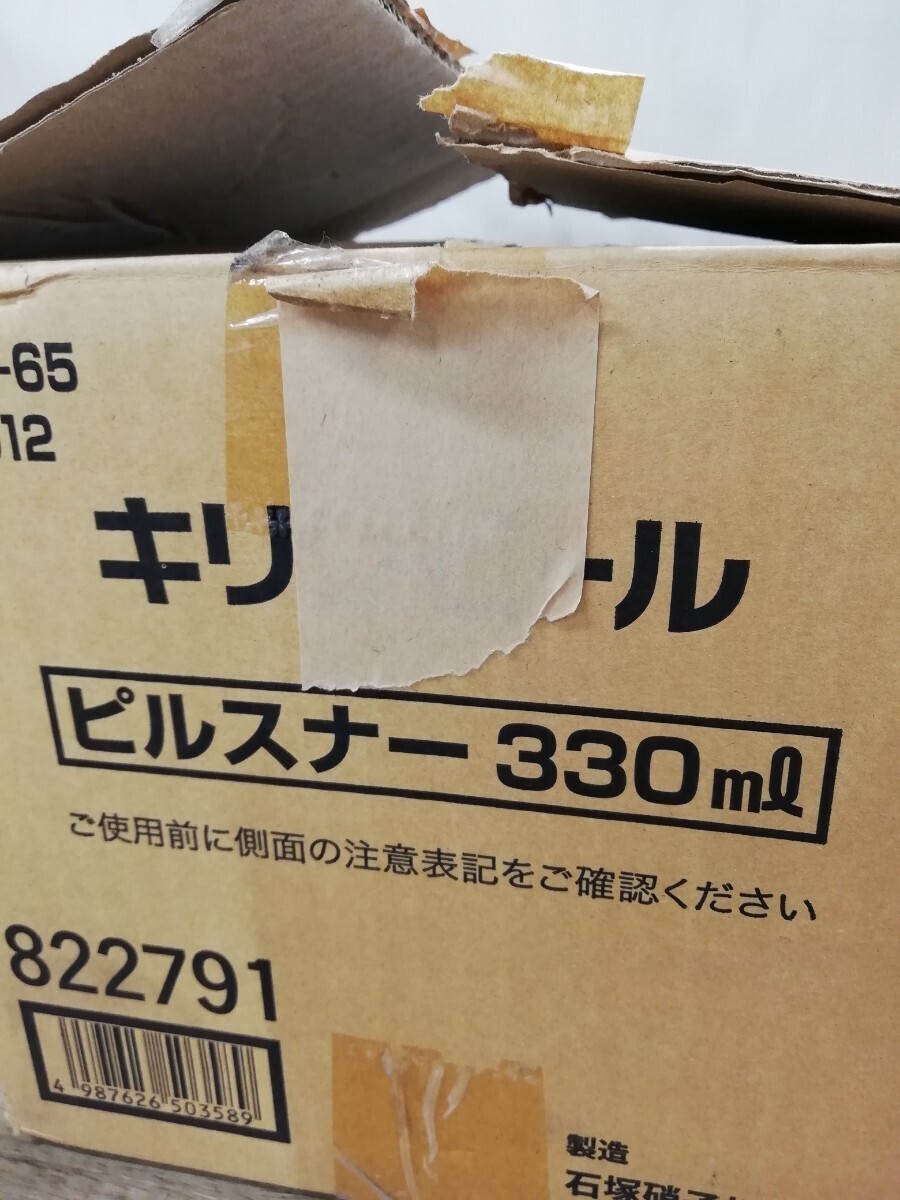 -65
012
キリ ール
ピルスナー 330ml
ご使用前に側面の注意表記をご確認ください
822791
4 987626 503589
製造
石塚硝子